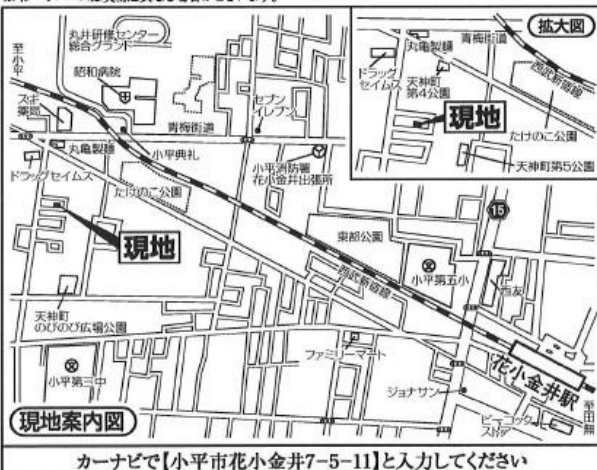 丸井研修センター
総合グランド
至小平
昭和病院
スギ
薬局
丸亀製麺
ドラッグセイムス
小平典礼
青梅街道
セブン
イレブン
小平消防署
花小金井出張所
たけのこ公園
現地
天神町
のびのび広場公園
小平第三中
東部公園
西武新宿線
小平第五小
15
西友
ファミリーマート
ジョナサン
花小金井駅
至田無
ピーコック
ストア
現地案内図
拡大図
丸亀製麺
青梅街道
ドラッグ
セイムス
天神町
第4公園
西武新宿線
現地
たけのこ公園
天神町第5公園
カーナビで【小平市花小金井7-5-11】と入力してください